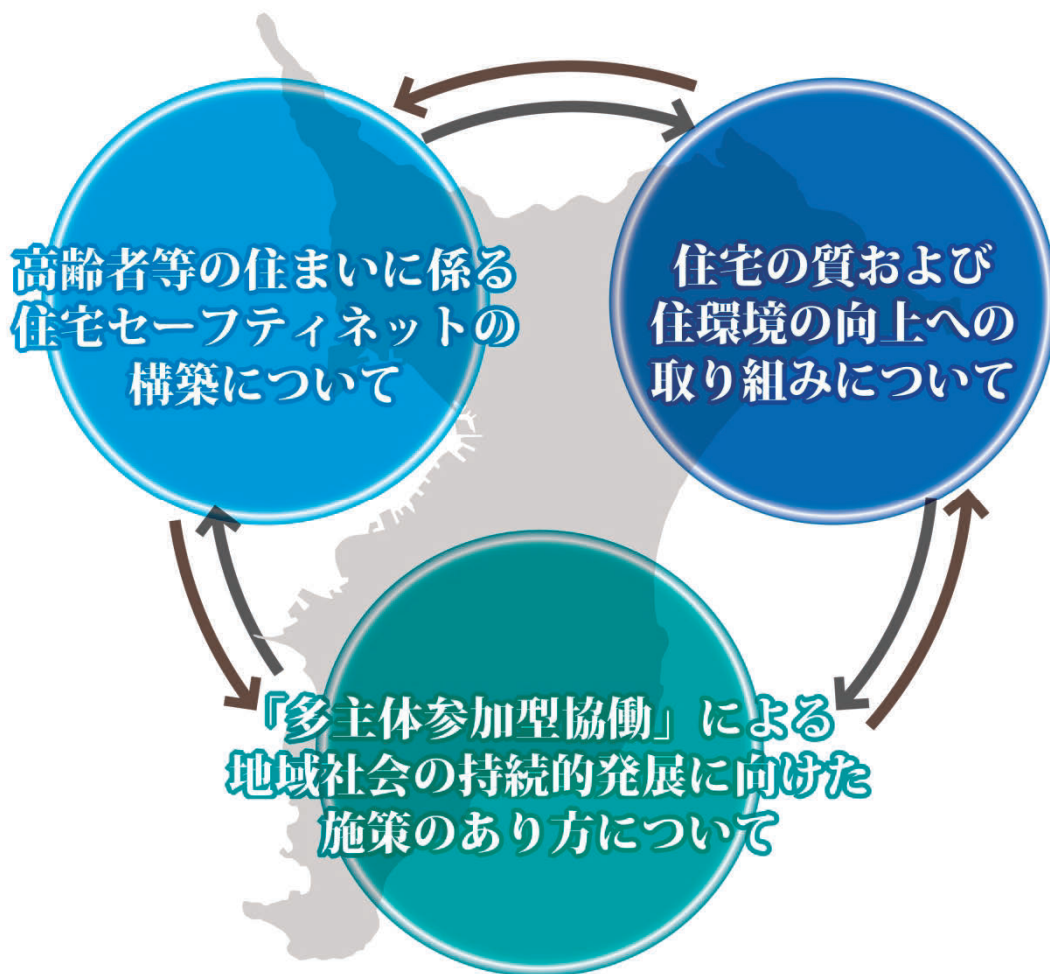 高齢者等の住まいに係る
住宅セーフティネットの
構築について
住宅の質および
住環境の向上への
取り組みについて
「多主体参加型協働」による
地域社会の持続的発展に向けた
施策のあり方について